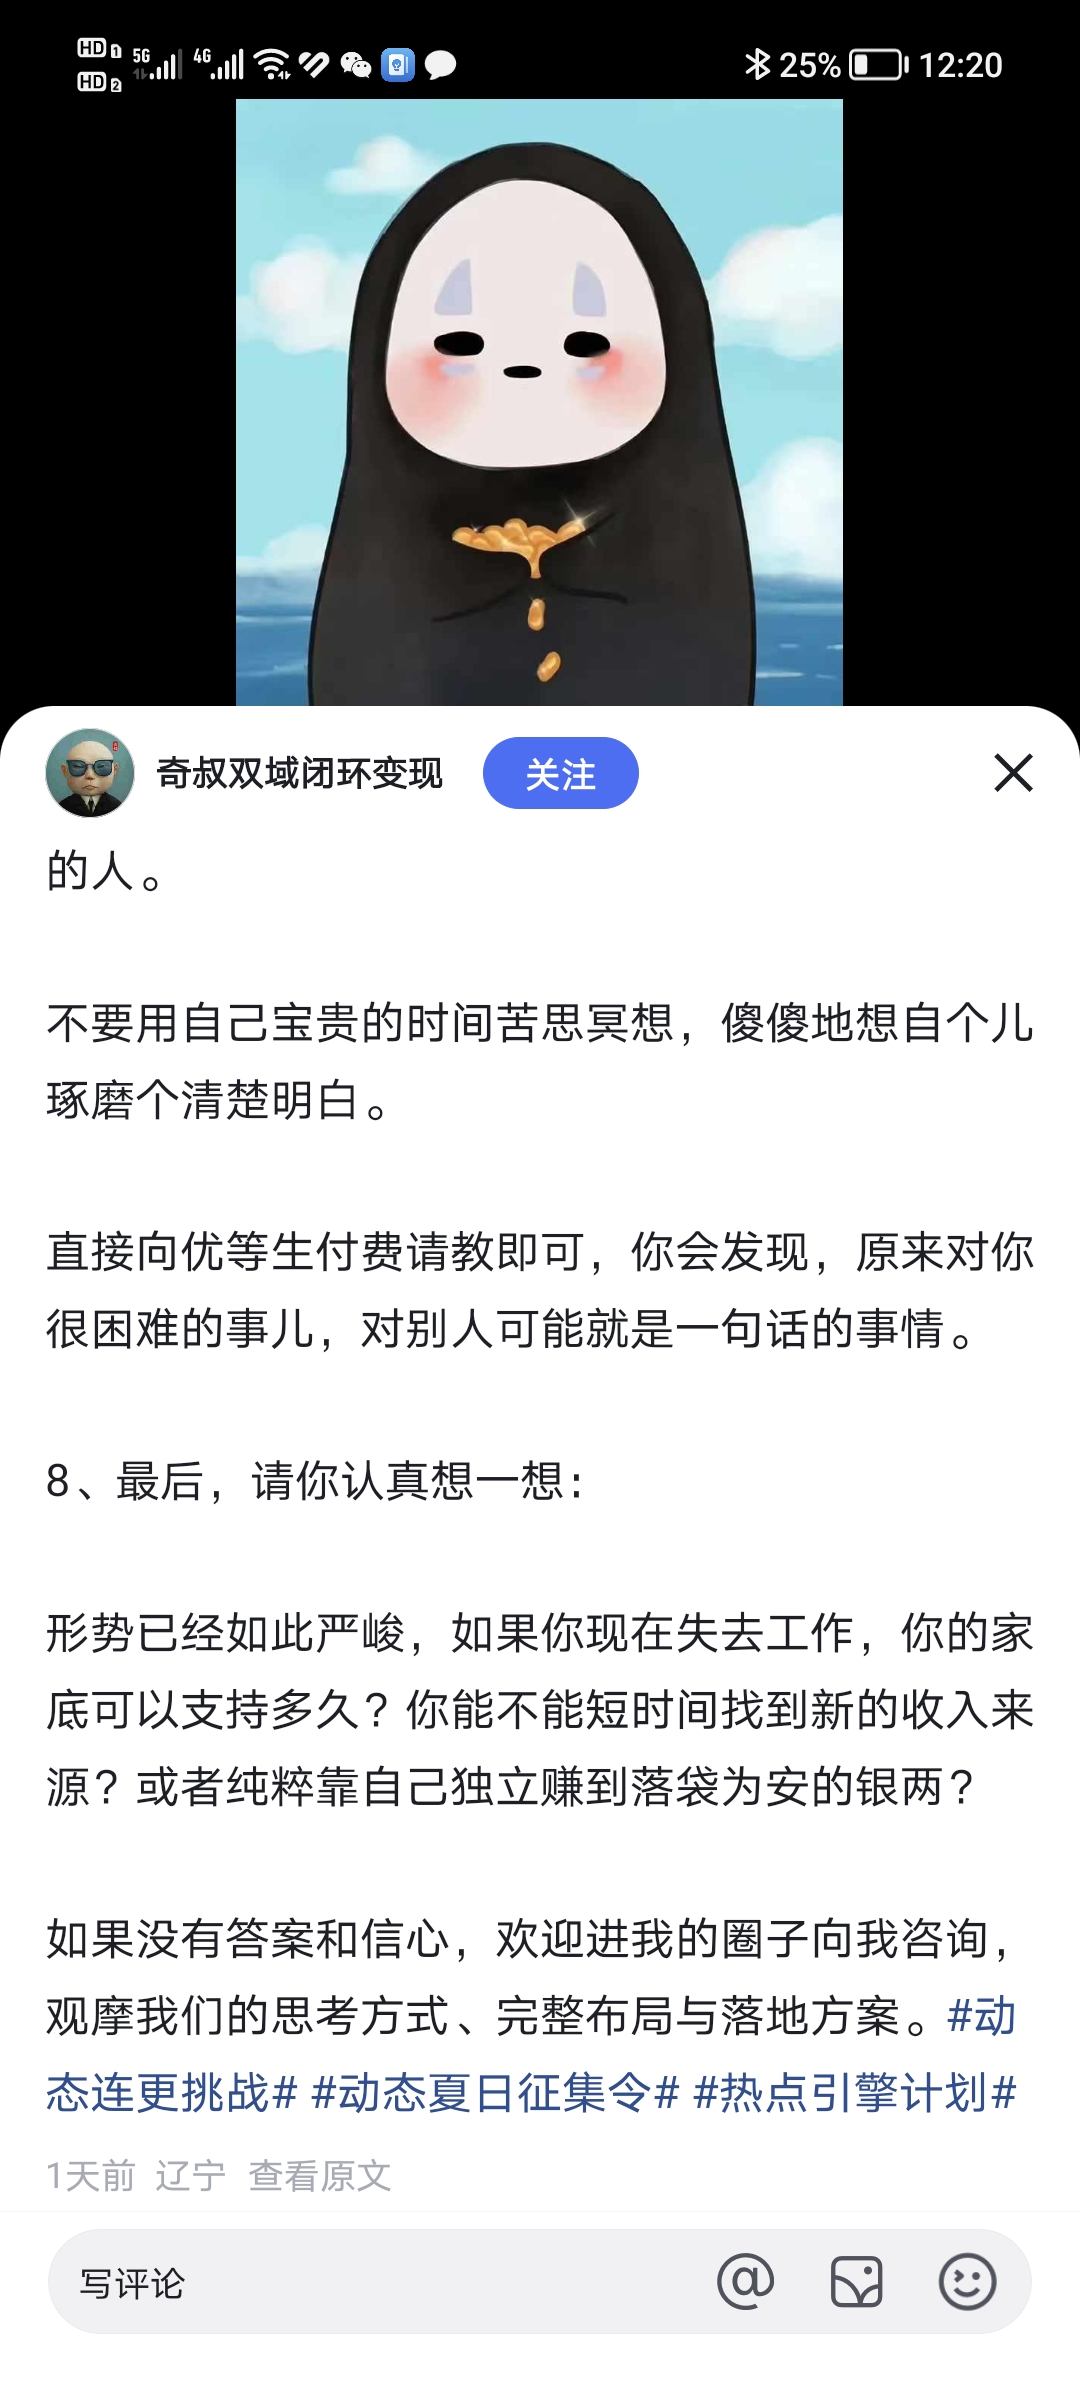 HD 1 5G 4G 25% 12:20
HD 2
奇叔双域闭环变现 关注
的人。
不要用自己宝贵的时间苦思冥想，傻傻地想自个儿
琢磨个清楚明白。
直接向优等生付费请教即可，你会发现，原来对你
很困难的事儿，对别人可能就是一句话的事情。
8、最后，请你认真想一想：
形势已经如此严峻，如果你现在失去工作，你的家
底可以支持多久？你能不能短时间找到新的收入来
源？或者纯粹靠自己独立赚到落袋为安的银两？
如果没有答案和信心，欢迎进我的圈子向我咨询，
观摩我们的思考方式、完整布局与落地方案。#动
态连更挑战# #动态夏日征集令# #热点引擎计划#
1天前 辽宁 查看原文
写评论